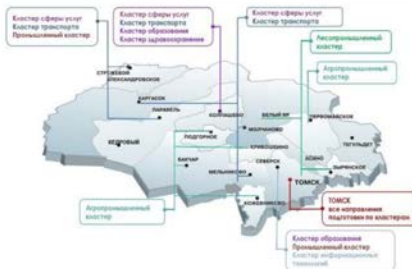 Кластер сферы услуг
Кластер транспорта
Промышленный кластер
Кластер сферы услуг
Кластер транспорта
Кластер образования
Кластер здравоохранение
Кластер сферы услуг
Кластер транспорта
Лесопромышленный
кластер
Агропромышленный
кластер
СТРЕЖЕВОЙ
АЛЕКСАНДРОВСКОЕ
КАРГАСОК
ПАРАБЕЛЬ
КОЛПАШЕВО
БЕЛЫЙ ЯР
ПЕРВОМАЙСКОЕ
МОЛЧАНОВО
КЕДРОВЫЙ
ПОДГОРНОЕ
КРИВОШЕИНО
ТЕГУЛЬДЕТ
БАКЧАР
СЕВЕРСК
АСИНО
ЗЫРЯНСКОЕ
МЕЛЬНИКОВО
ТОМСК
КОЖЕВНИКОВО
Агропромышленный
кластер
ТОМСК
все направления
подготовки по кластерам
Кластер образования
Промышленный кластер
Кластер информационных
технологий